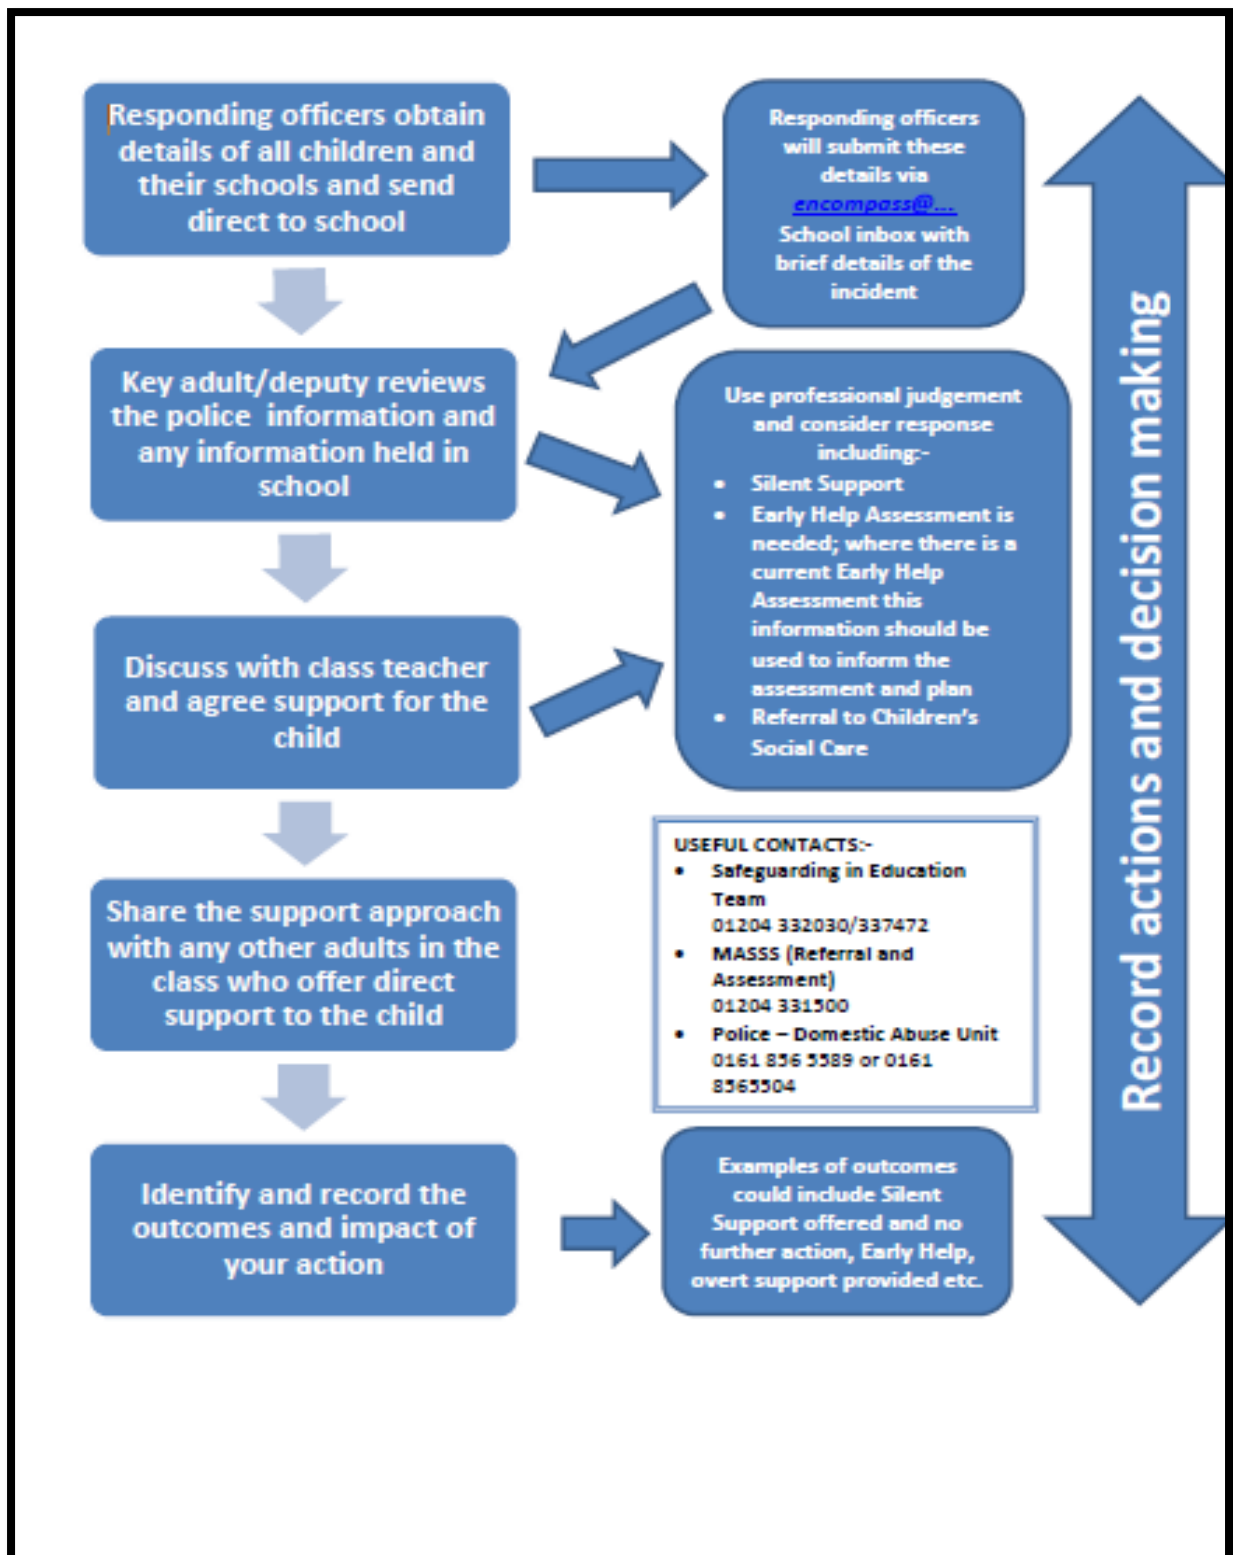 Responding officers obtain
details of all children and
their schools and send
direct to school
Responding officers
will submit these
details via
encompass@...
School inbox with
brief details of the
incident
Key adult/deputy reviews
the police information and
any information held in
school
Use professional judgement
and consider response
including:-
• Silent Support
• Early Help Assessment is
needed; where there is a
current Early Help
Assessment this
information should be
used to inform the
assessment and plan
• Referral to Children's
Social Care
Discuss with class teacher
and agree support for the
child
USEFUL CONTACTS:-
• Safeguarding in Education
Team
01204 332030/337472
• MASSS (Referral and
Assessment)
01204 331500
• Police – Domestic Abuse Unit
0161 856 5589 or 0161
8565504
Share the support approach
with any other adults in the
class who offer direct
support to the child
Identify and record the
outcomes and impact of
your action
Examples of outcomes
could include Silent
Support offered and no
further action, Early Help,
overt support provided etc.
Record actions and decision making